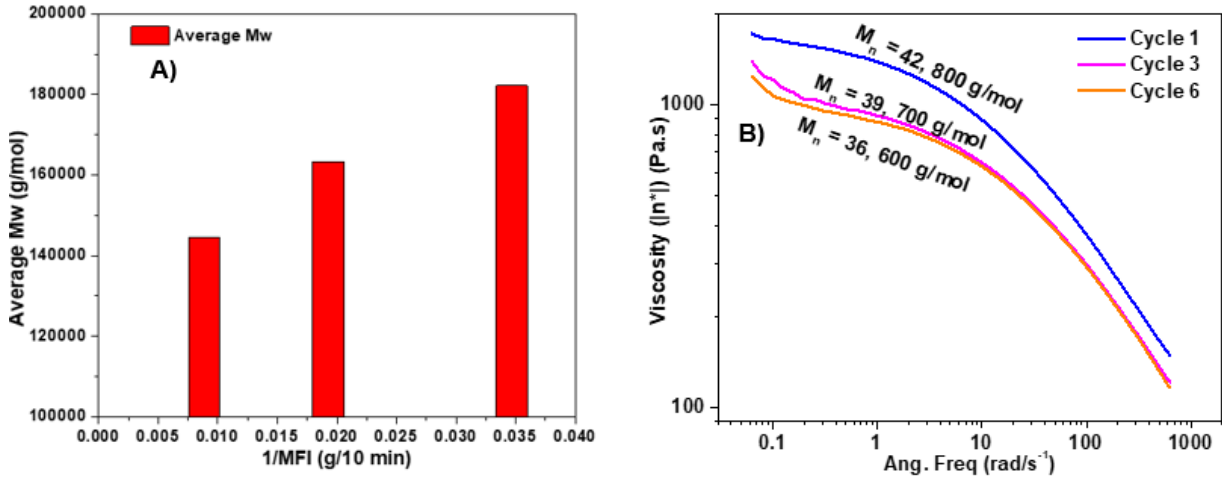 200000
180000
160000
140000
120000
100000
Average Mw (g/mol)
Average Mw
A)
0.000 0.005 0.010 0.015 0.020 0.025 0.030 0.035 0.040
1/MFI (g/10 min)
1000
100
Viscosity (|n*|) (Pa.s)
Cycle 1
Cycle 3
Cycle 6
Mn = 42, 800 g/mol
Mn = 39, 700 g/mol
Mn = 36, 600 g/mol
B)
0.1 1 10 100 1000
Ang. Freq (rad/s-1)